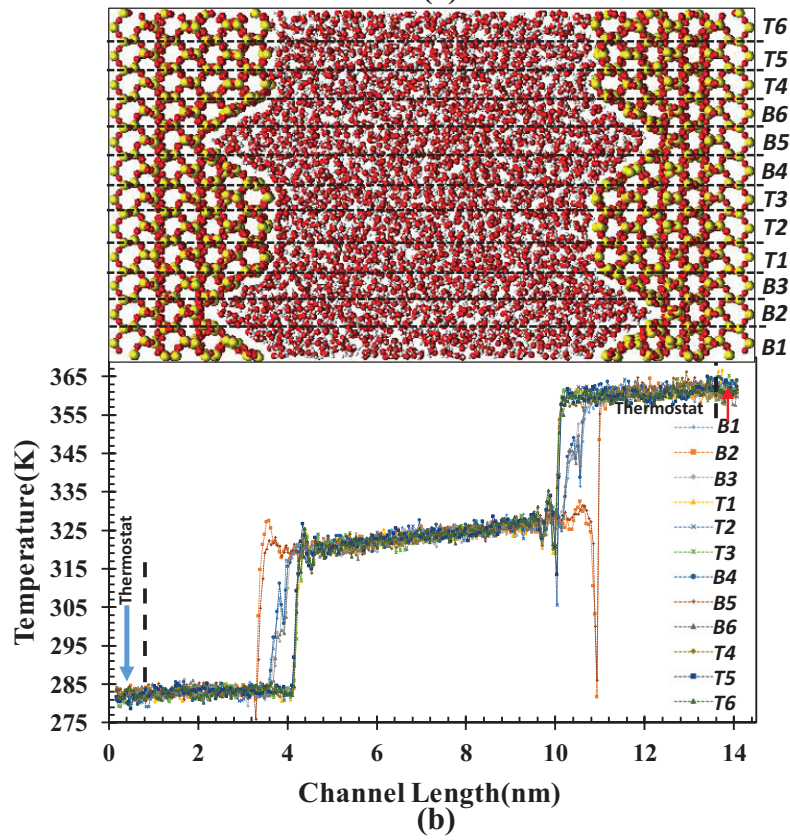 T6
T5
T4
B6
B5
B4
T3
T2
T1
B3
B2
B1
365
355
345
335
325
315
305
295
285
275
Temperature(K)
Thermostat
Thermostat
B1
B2
B3
T1
T2
T3
B4
B5
B6
T4
T5
T6
0 2 4 6 8 10 12 14
Channel Length(nm)
(b)